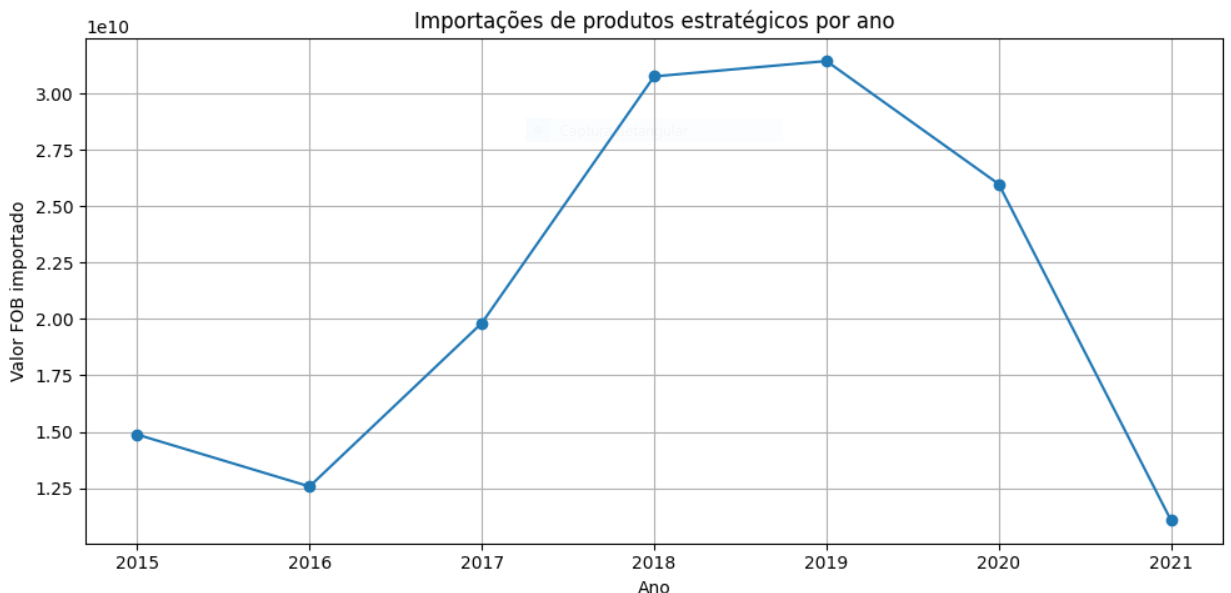 Importações de produtos estratégicos por ano
1e10
3.00
2.75
2.50
2.25
2.00
1.75
1.50
1.25
Valor FOB importado
2015 2016 2017 2018 2019 2020 2021
Ano